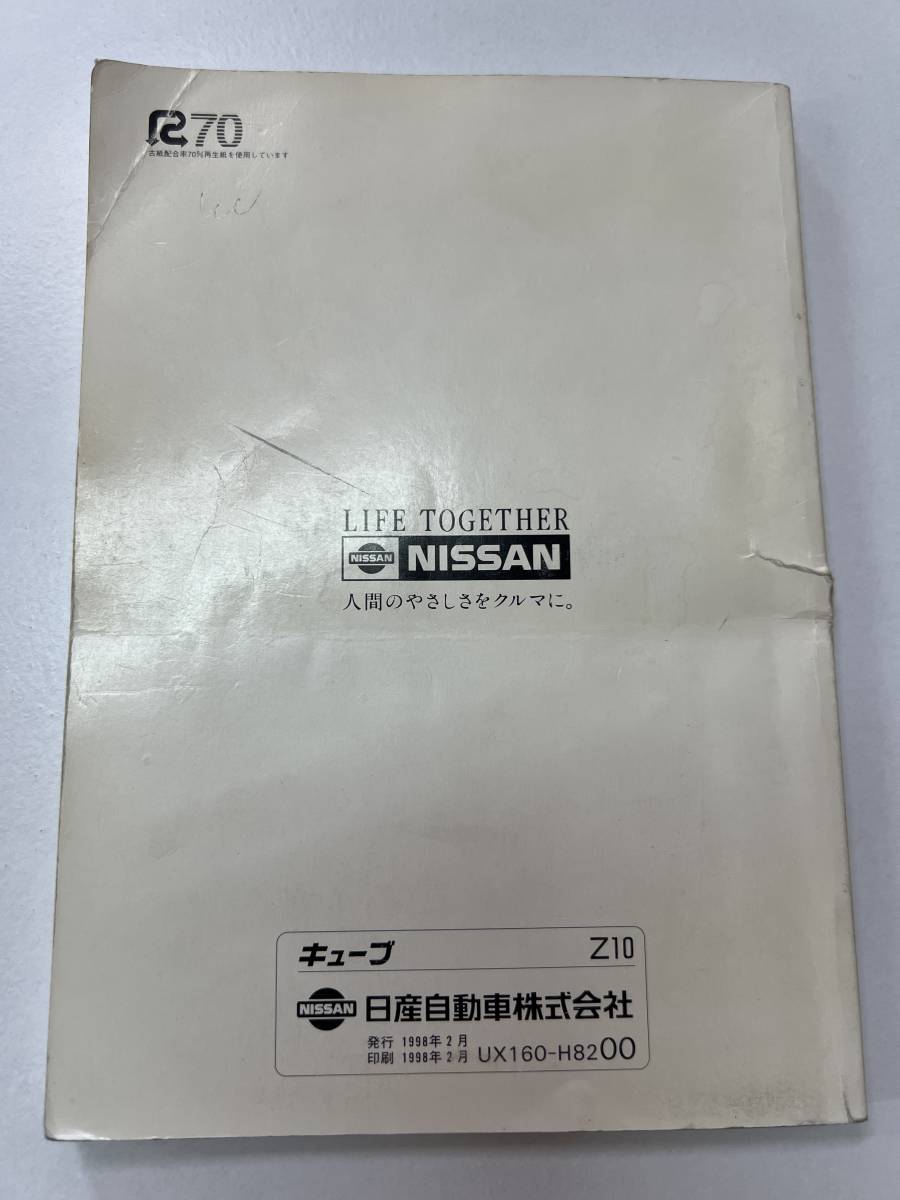 R70
古紙配合率70%再生紙を使用しています
LIFE TOGETHER
NISSAN NISSAN
人間のやさしさをクルマに。
キューブ Z10
NISSAN 日産自動車株式会社
発行 1998年2月
印刷 1998年2月 UX160-H8200